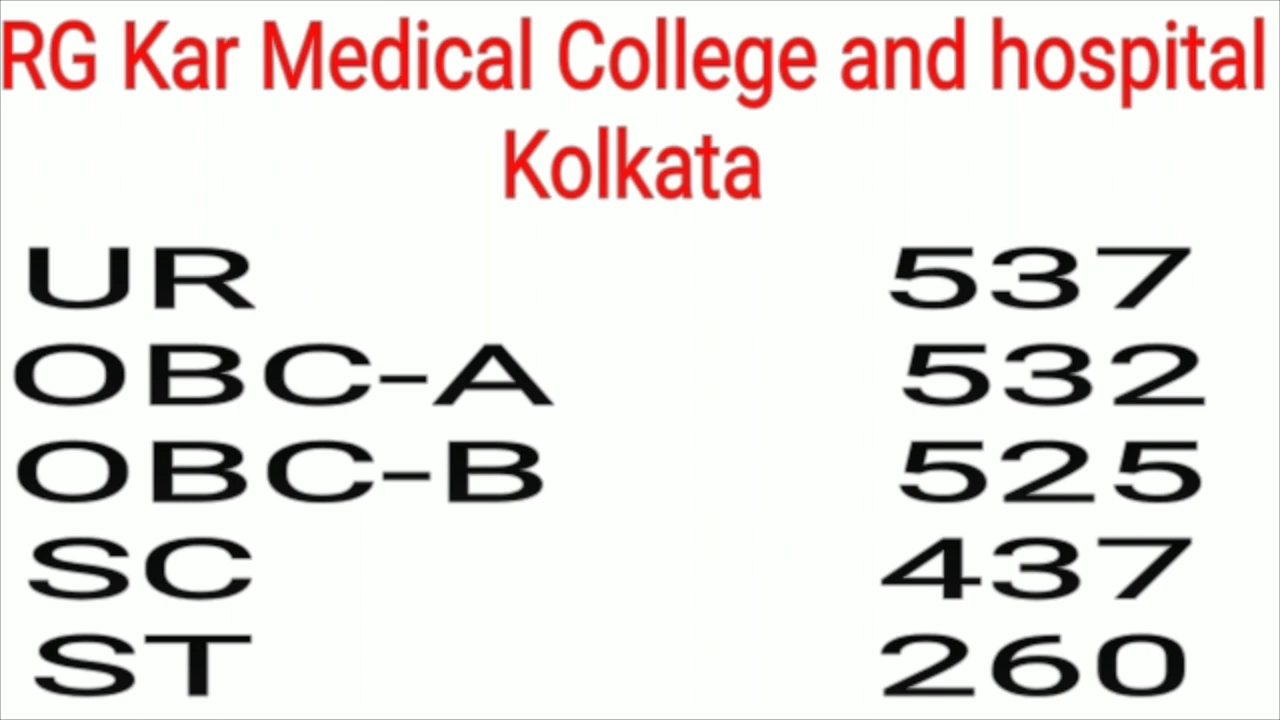 RG Kar Medical College and hospital
Kolkata
UR 537
OBC-A 532
OBC-B 525
SC 437
ST 260